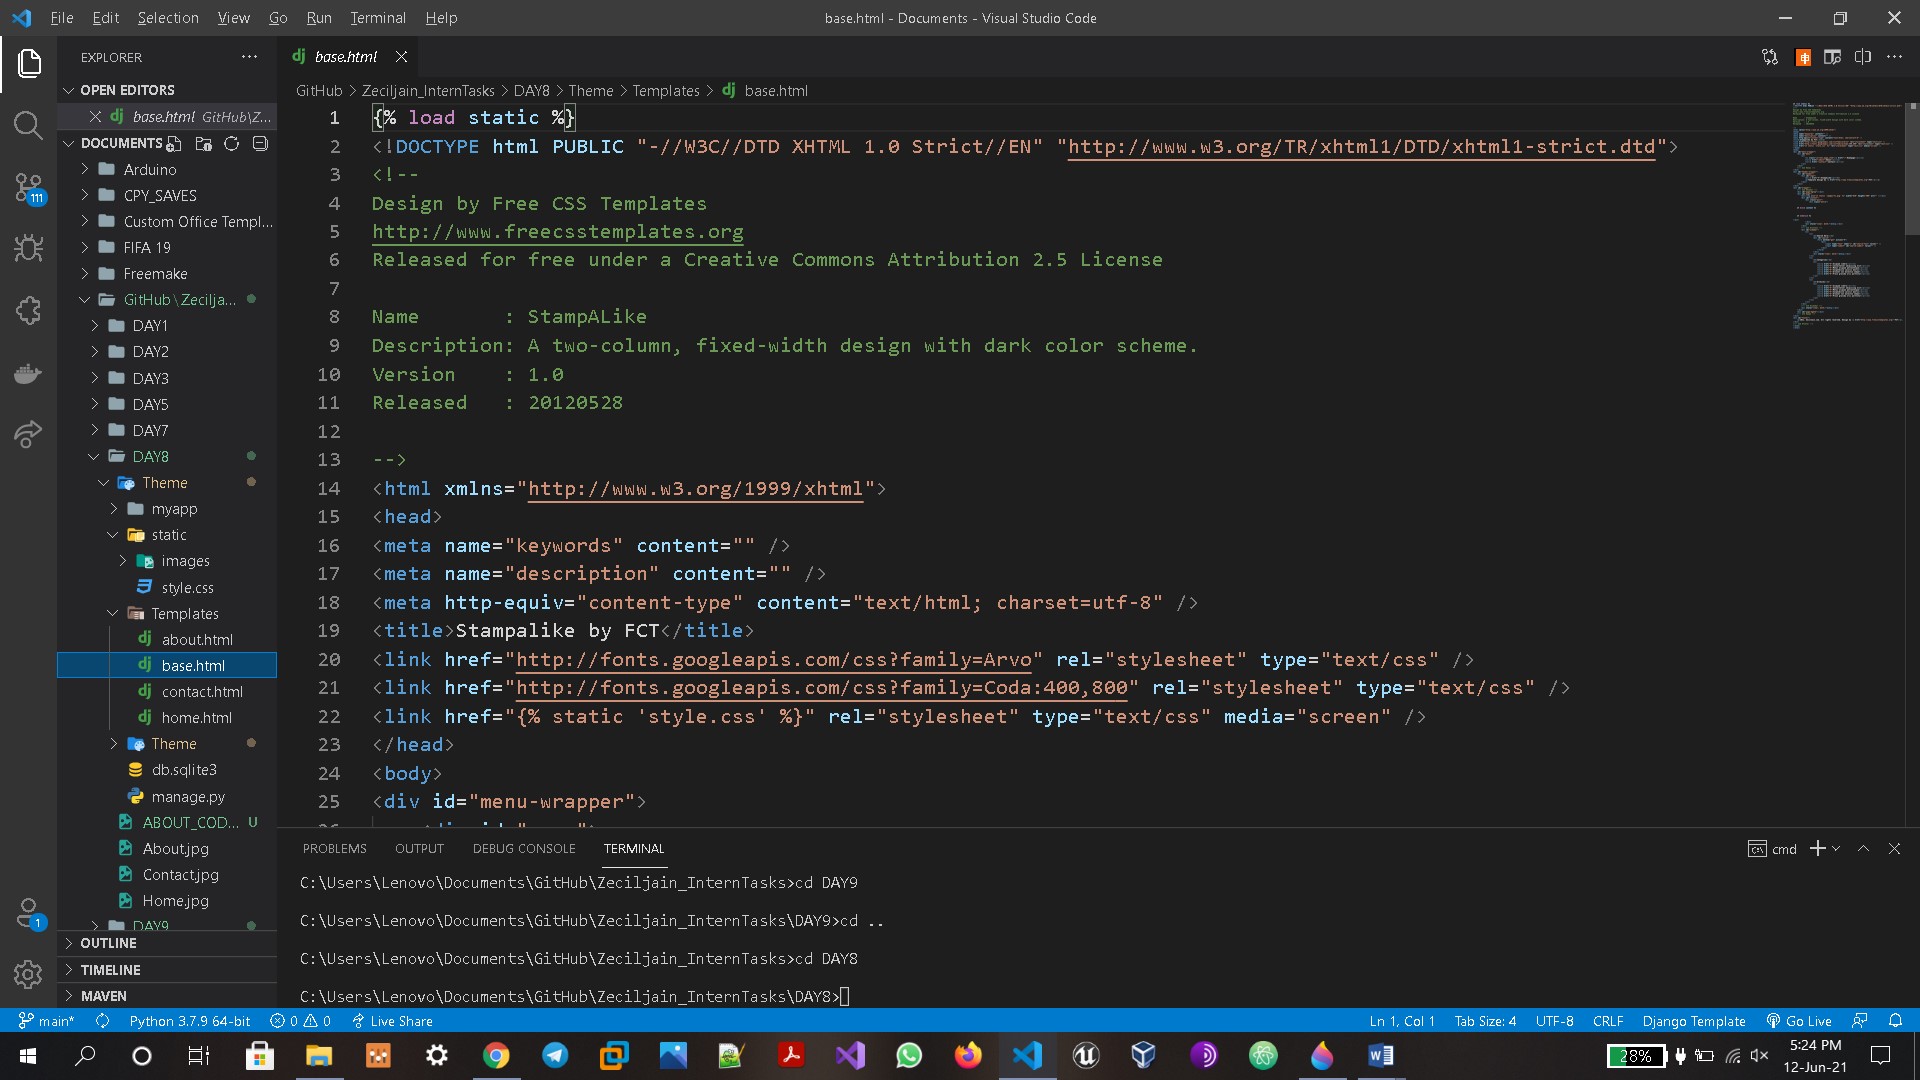 File Edit Selection View Go Run Terminal Help
base.html - Documents - Visual Studio Code
EXPLORER
OPEN EDITORS
base.html GitHub\Z...
DOCUMENTS
Arduino
CPY_SAVES
Custom Office Templ...
FIFA 19
Freemake
GitHub\Zecilja...
DAY1
DAY2
DAY3
DAY5
DAY7
DAY8
Theme
myapp
static
images
style.css
Templates
about.html
base.html
contact.html
home.html
Theme
db.sqlite3
manage.py
ABOUT_COD... U
About.jpg
Contact.jpg
Home.jpg
DAY9
OUTLINE
TIMELINE
MAVEN
111
1
base.html
GitHub > Zeciljain_InternTasks > DAY8 > Theme > Templates > base.html
1 {% load static %}
2 <!DOCTYPE html PUBLIC "-//W3C//DTD XHTML 1.0 Strict//EN" "http://www.w3.org/TR/xhtml1/DTD/xhtml1-strict.dtd">
3 <!--
4 Design by Free CSS Templates
5 http://www.freecsstemplates.org
6 Released for free under a Creative Commons Attribution 2.5 License
7
8 Name : StampALike
9 Description: A two-column, fixed-width design with dark color scheme.
10 Version : 1.0
11 Released : 20120528
12
13 -->
14 <html xmlns="http://www.w3.org/1999/xhtml">
15 <head>
16 <meta name="keywords" content="" />
17 <meta name="description" content="" />
18 <meta http-equiv="content-type" content="text/html; charset=utf-8" />
19 <title>Stampalike by FCT</title>
20 <link href="http://fonts.googleapis.com/css?family=Arvo" rel="stylesheet" type="text/css" />
21 <link href="http://fonts.googleapis.com/css?family=Coda:400,800" rel="stylesheet" type="text/css" />
22 <link href="{% static 'style.css' %}" rel="stylesheet" type="text/css" media="screen" />
23 </head>
24 <body>
25 <div id="menu-wrapper">
PROBLEMS OUTPUT DEBUG CONSOLE TERMINAL
cmd
C:\Users\Lenovo\Documents\GitHub\Zeciljain_InternTasks>cd DAY9
C:\Users\Lenovo\Documents\GitHub\Zeciljain_InternTasks\DAY9>cd ..
C:\Users\Lenovo\Documents\GitHub\Zeciljain_InternTasks>cd DAY8
C:\Users\Lenovo\Documents\GitHub\Zeciljain_InternTasks\DAY8>
main* Python 3.7.9 64-bit 0 0 Live Share
Ln 1, Col 1 Tab Size: 4 UTF-8 CRLF Django Template Go Live
28%
5:24 PM
12-Jun-21